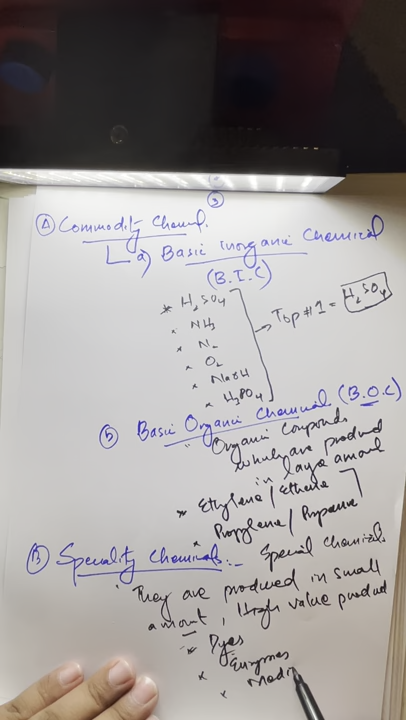 ③
Ⓐ Commodity Chemical.
a) Basic Inorganic Chemical
(B.I.C)
* H2SO4
* NH3
* N2
* O2
* NaOH
* H3PO4
Top #1 = H2SO4
ⓑ Basic Organic Chemical (B.O.C)
" Organic Compounds
which are produced
in large amount
* Ethylene/Ethene
* Propylene/Propane
Ⓑ Speciality Chemicals:- Special Chemicals.
" They are produced in small
amount, High value product
* Dyes
* Enzymes
* Medi